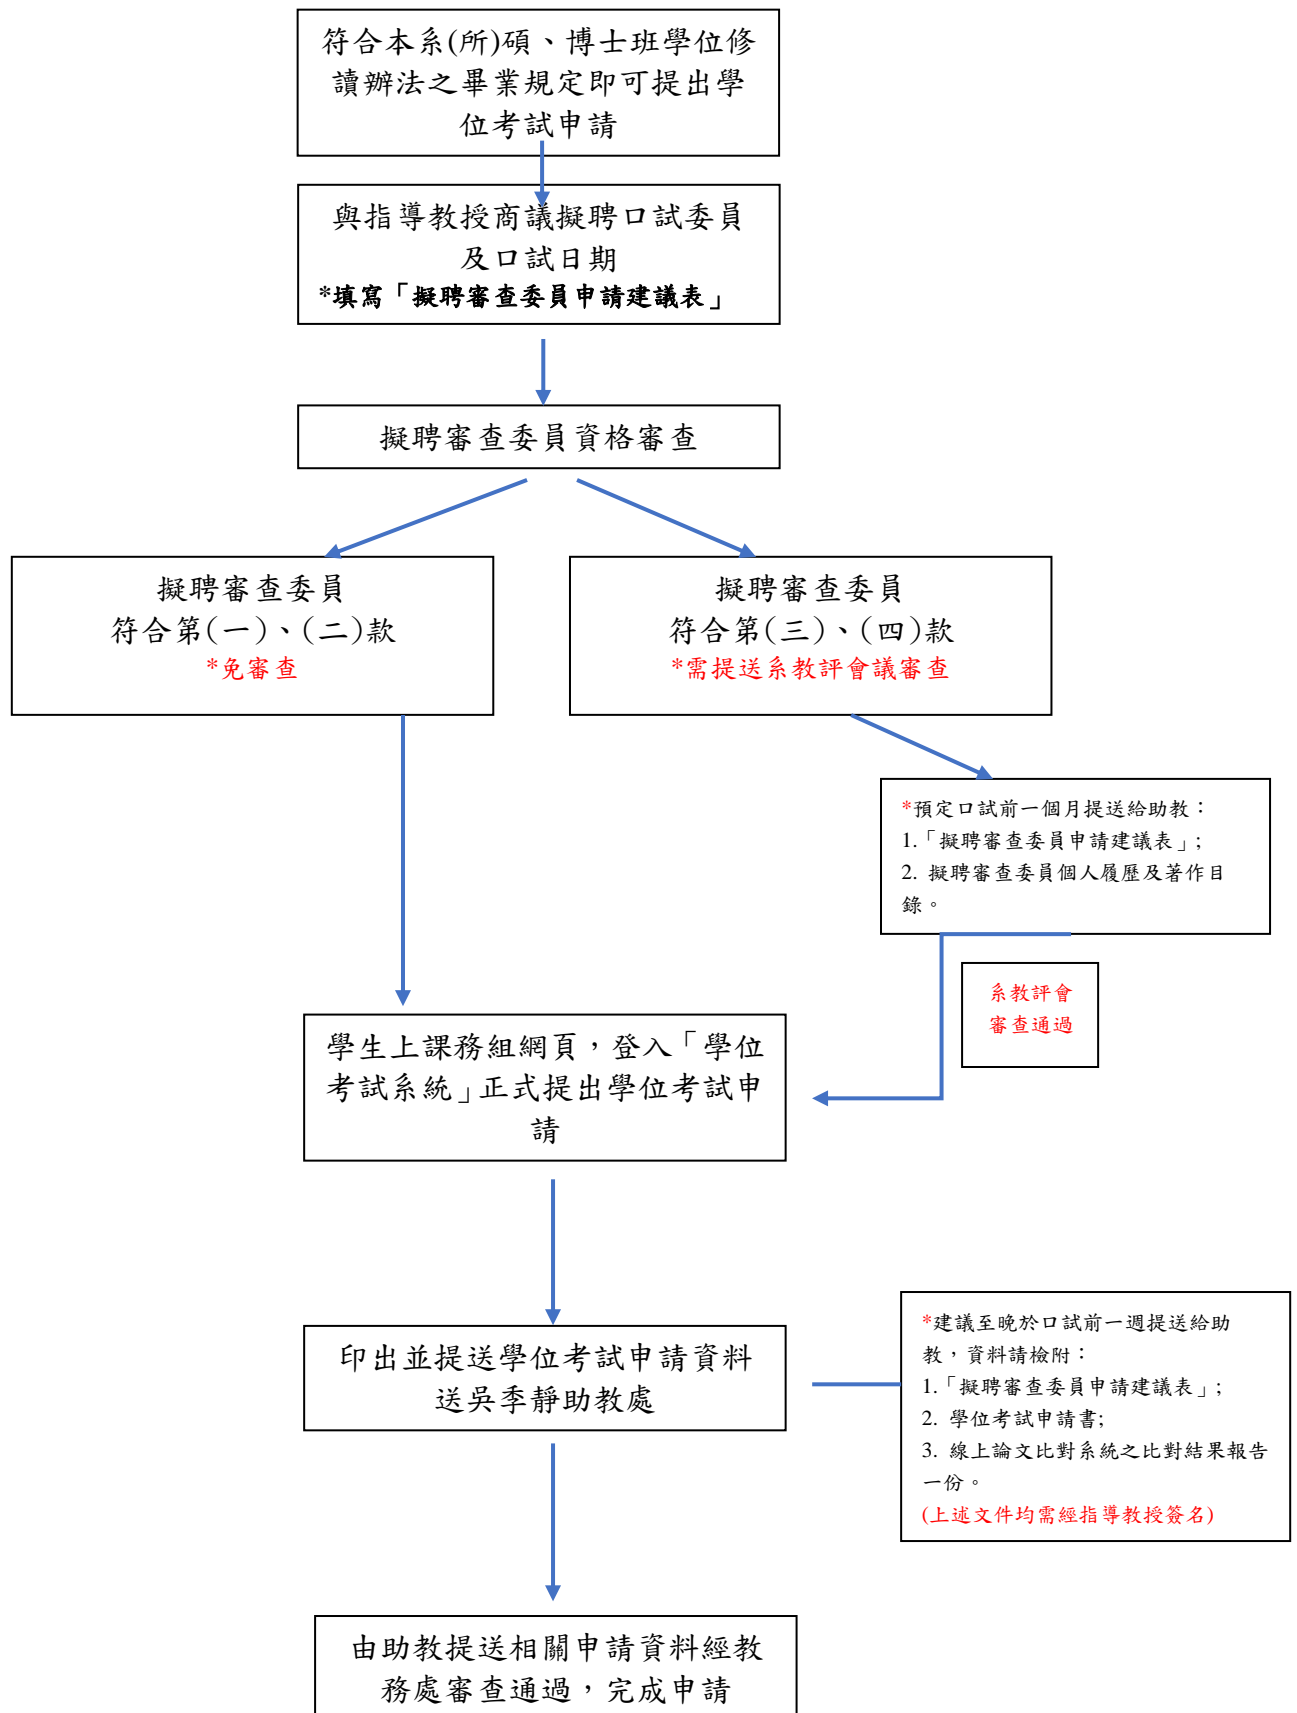 符合本系(所)碩、博士班學位修
讀辦法之畢業規定即可提出學
位考試申請
與指導教授商議擬聘口試委員
及口試日期
*填寫「擬聘審查委員申請建議表」
擬聘審查委員資格審查
擬聘審查委員
符合第(一)、(二)款
*免審查
擬聘審查委員
符合第(三)、(四)款
*需提送系教評會議審查
*預定口試前一個月提送給助教：
1.「擬聘審查委員申請建議表」;
2. 擬聘審查委員個人履歷及著作目
錄。
系教評會
審查通過
學生上課務組網頁，登入「學位
考試系統」正式提出學位考試申
請
印出並提送學位考試申請資料
送吳季靜助教處
*建議至晚於口試前一週提送給助
教，資料請檢附：
1.「擬聘審查委員申請建議表」;
2. 學位考試申請書;
3. 線上論文比對系統之比對結果報告
一份。
(上述文件均需經指導教授簽名)
由助教提送相關申請資料經教
務處審查通過，完成申請